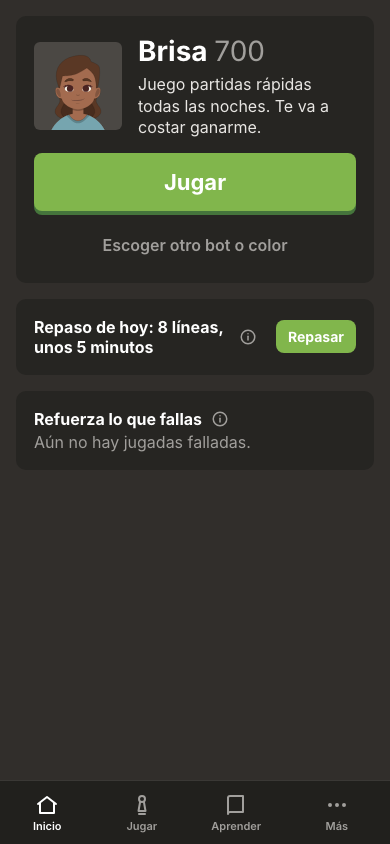 Brisa 700
Juego partidas rápidas
todas las noches. Te va a
costar ganarme.
Jugar
Escoger otro bot o color
Repaso de hoy: 8 líneas,
unos 5 minutos
Repasar
Refuerza lo que fallas
Aún no hay jugadas falladas.
Inicio
Jugar
Aprender
Más